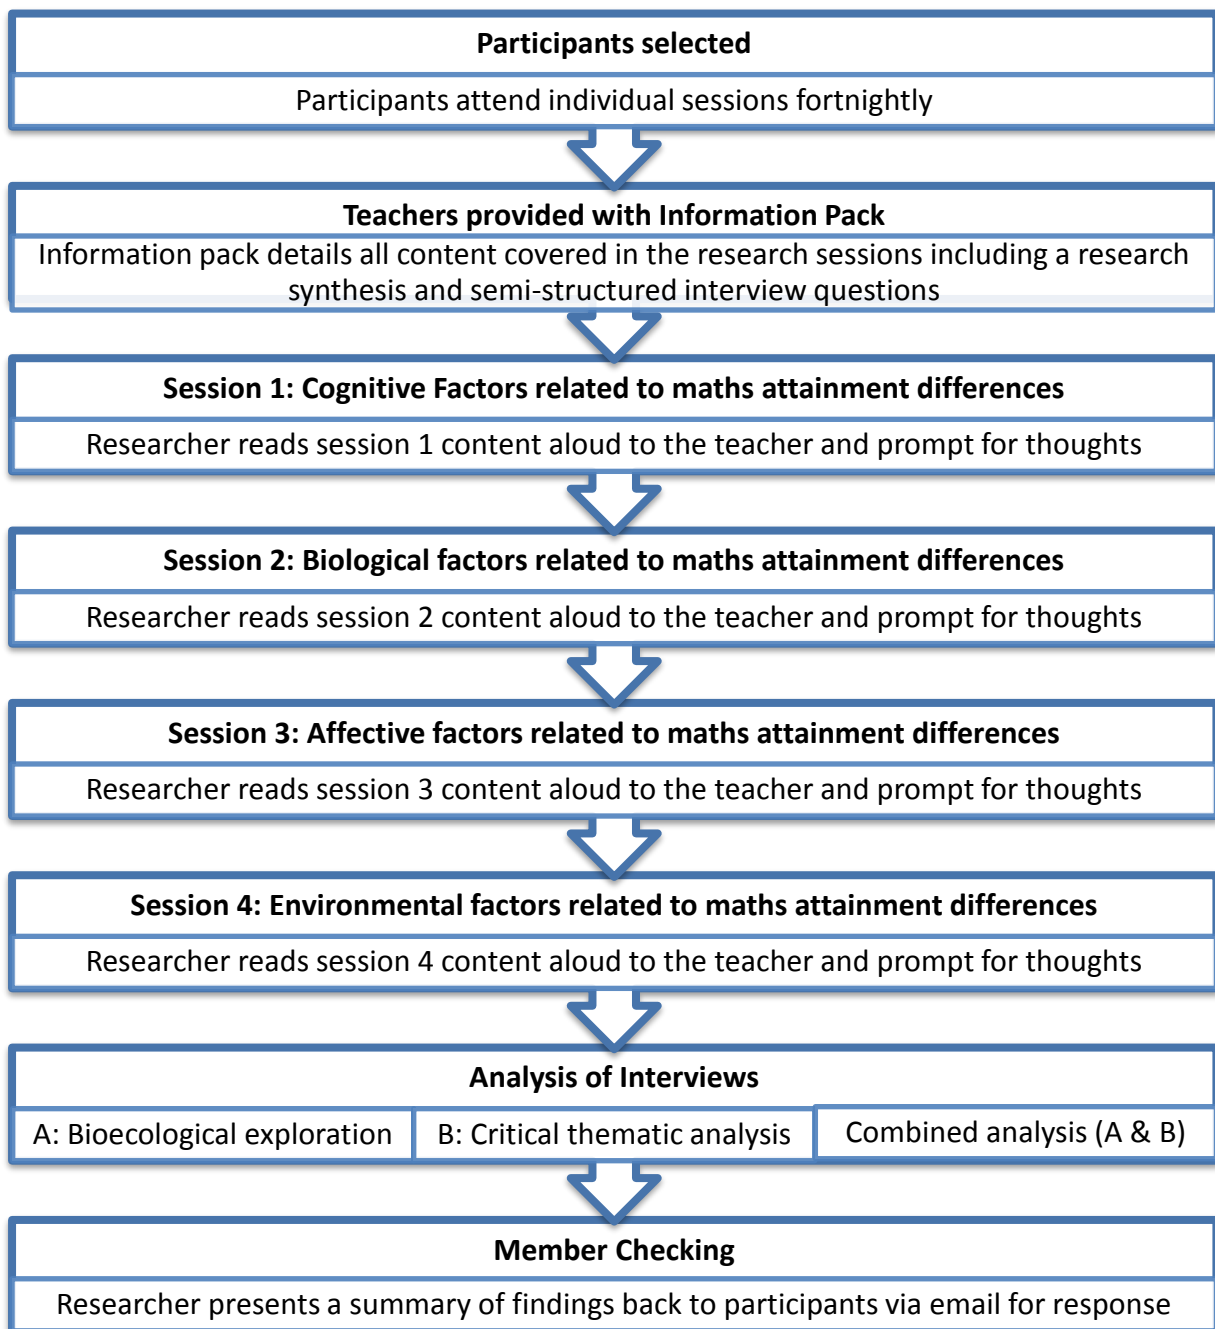 Participants selected
Participants attend individual sessions fortnightly
Teachers provided with Information Pack
Information pack details all content covered in the research sessions including a research
synthesis and semi-structured interview questions
Session 1: Cognitive Factors related to maths attainment differences
Researcher reads session 1 content aloud to the teacher and prompt for thoughts
Session 2: Biological factors related to maths attainment differences
Researcher reads session 2 content aloud to the teacher and prompt for thoughts
Session 3: Affective factors related to maths attainment differences
Researcher reads session 3 content aloud to the teacher and prompt for thoughts
Session 4: Environmental factors related to maths attainment differences
Researcher reads session 4 content aloud to the teacher and prompt for thoughts
Analysis of Interviews
A: Bioecological exploration
B: Critical thematic analysis
Combined analysis (A & B)
Member Checking
Researcher presents a summary of findings back to participants via email for response